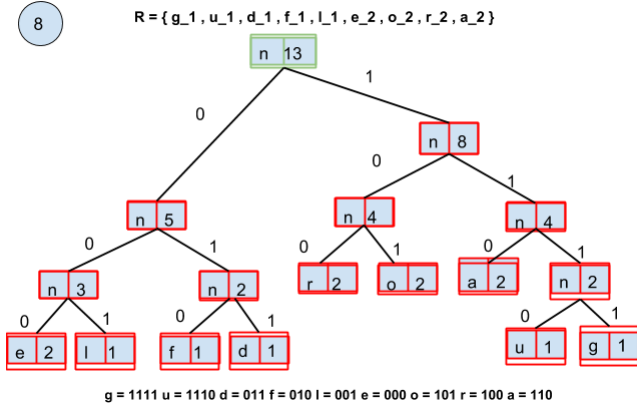 8
R = { g_1 , u_1 , d_1 , f_1 , l_1 , e_2 , o_2 , r_2 , a_2 }
n 13
0 1
n 8
0 1
n 5 n 4 n 4
0 1 0 1 0 1
n 3 n 2 r 2 o 2 a 2 n 2
0 1 0 1 0 1
e 2 l 1 f 1 d 1 u 1 g 1
g = 1111 u = 1110 d = 011 f = 010 l = 001 e = 000 o = 101 r = 100 a = 110